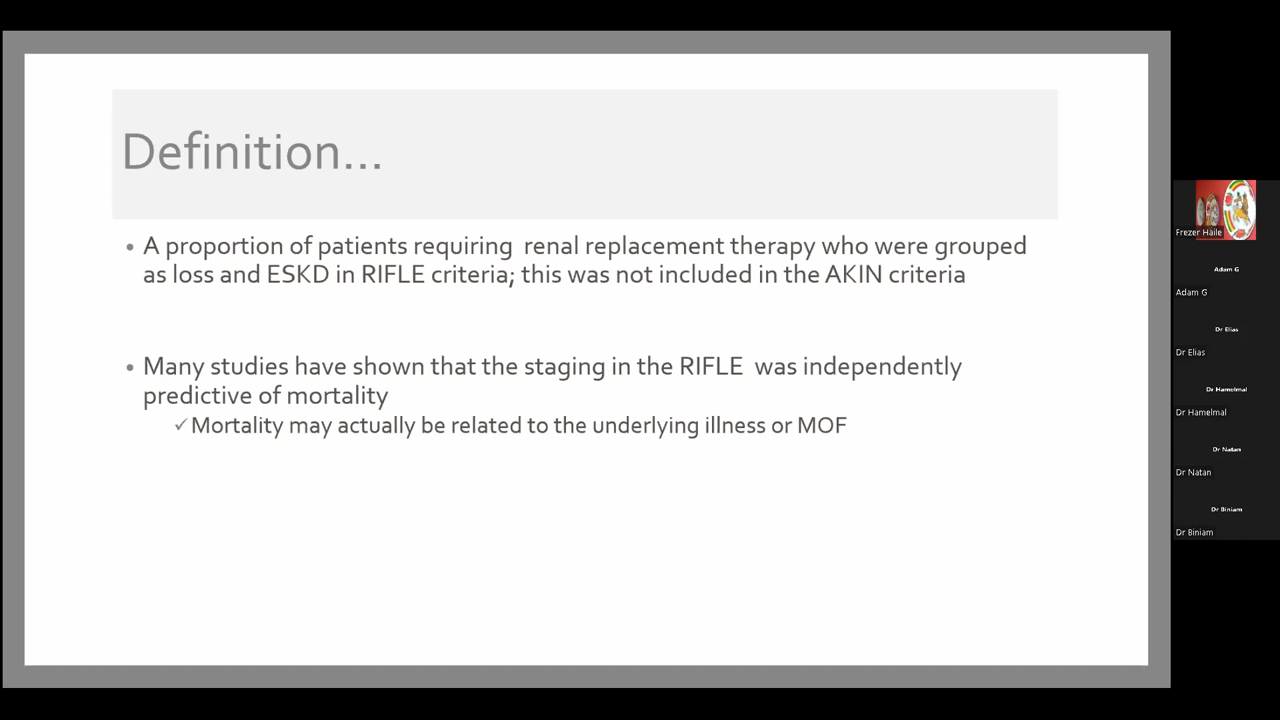 Definition...
• A proportion of patients requiring renal replacement therapy who were grouped
as loss and ESKD in RIFLE criteria; this was not included in the AKIN criteria
• Many studies have shown that the staging in the RIFLE was independently
predictive of mortality
✓Mortality may actually be related to the underlying illness or MOF
Frezer Haile
Adam G
Adam G
Dr Elias
Dr Elias
Dr Hamelmal
Dr Hamelmal
Dr Natan
Dr Natan
Dr Biniam
Dr Biniam